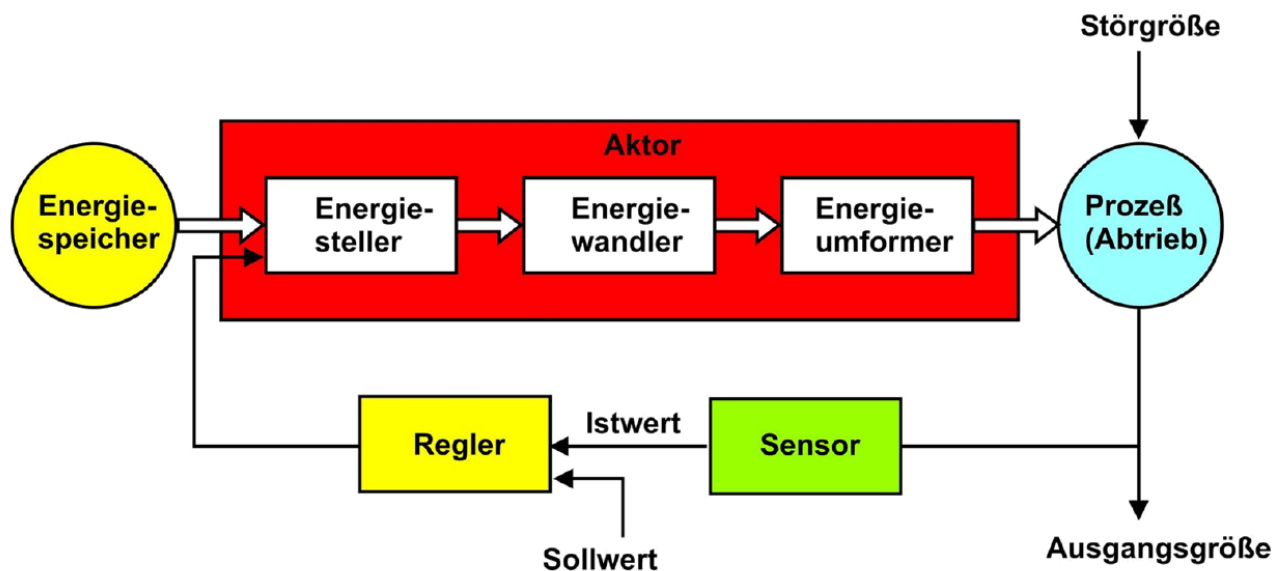 Störgröße
Aktor
Energie-
speicher
Energie-
steller
Energie-
wandler
Energie-
umformer
Prozeß
(Abtrieb)
Regler
Istwert
Sensor
Sollwert
Ausgangsgröße